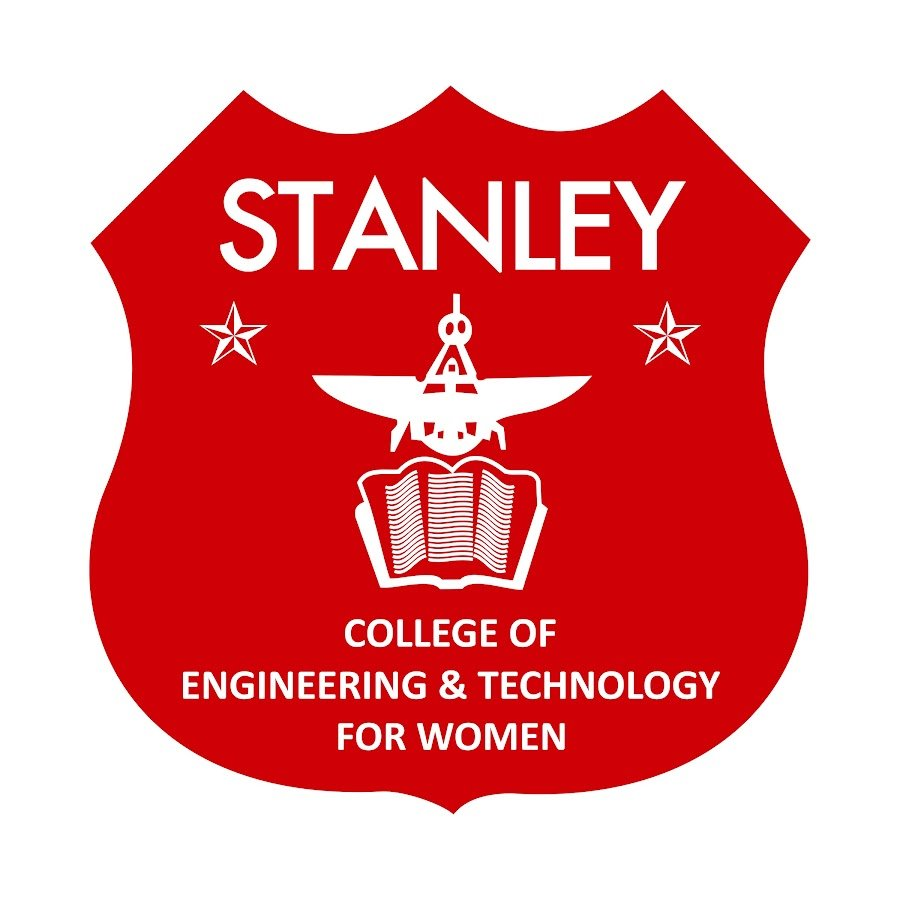 STANLEY
COLLEGE OF
ENGINEERING & TECHNOLOGY
FOR WOMEN